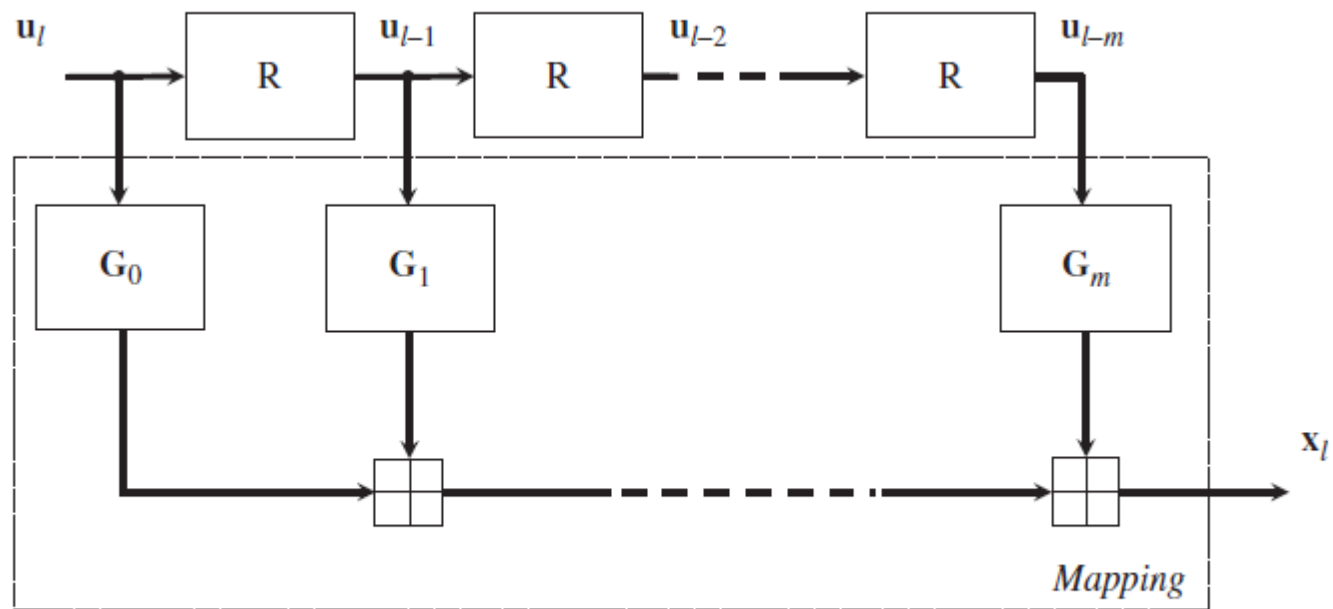 u_l u_{l–1} u_{l–2} u_{l–m}
R R R
G_0 G_1 G_m
x_l
Mapping